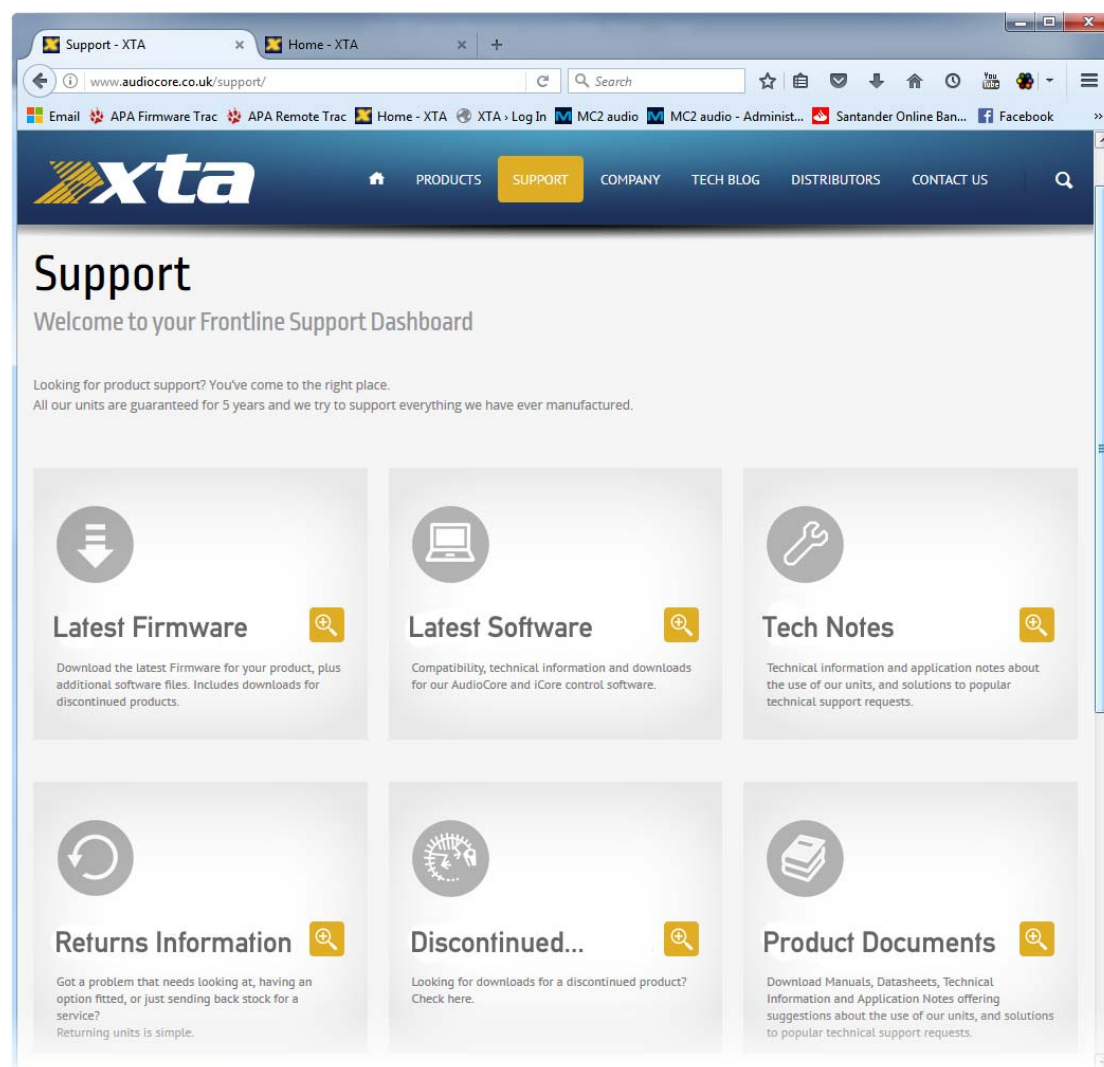 Support - XTA
Home - XTA
www.audiocore.co.uk/support/
Search
You
Tube
Email APA Firmware Trac APA Remote Trac Home - XTA XTA › Log In MC2 audio MC2 audio - Administ... Santander Online Ban... Facebook
xta
PRODUCTS SUPPORT COMPANY TECH BLOG DISTRIBUTORS CONTACT US
Support
Welcome to your Frontline Support Dashboard
Looking for product support? You've come to the right place.
All our units are guaranteed for 5 years and we try to support everything we have ever manufactured.
Latest Firmware
Download the latest Firmware for your product, plus
additional software files. Includes downloads for
discontinued products.
Latest Software
Compatibility, technical information and downloads
for our AudioCore and iCore control software.
Tech Notes
Technical information and application notes about
the use of our units, and solutions to popular
technical support requests.
Returns Information
Got a problem that needs looking at, having an
option fitted, or just sending back stock for a
service?
Returning units is simple.
Discontinued...
Looking for downloads for a discontinued product?
Check here.
Product Documents
Download Manuals, Datasheets, Technical
Information and Application Notes offering
suggestions about the use of our units, and solutions
to popular technical support requests.